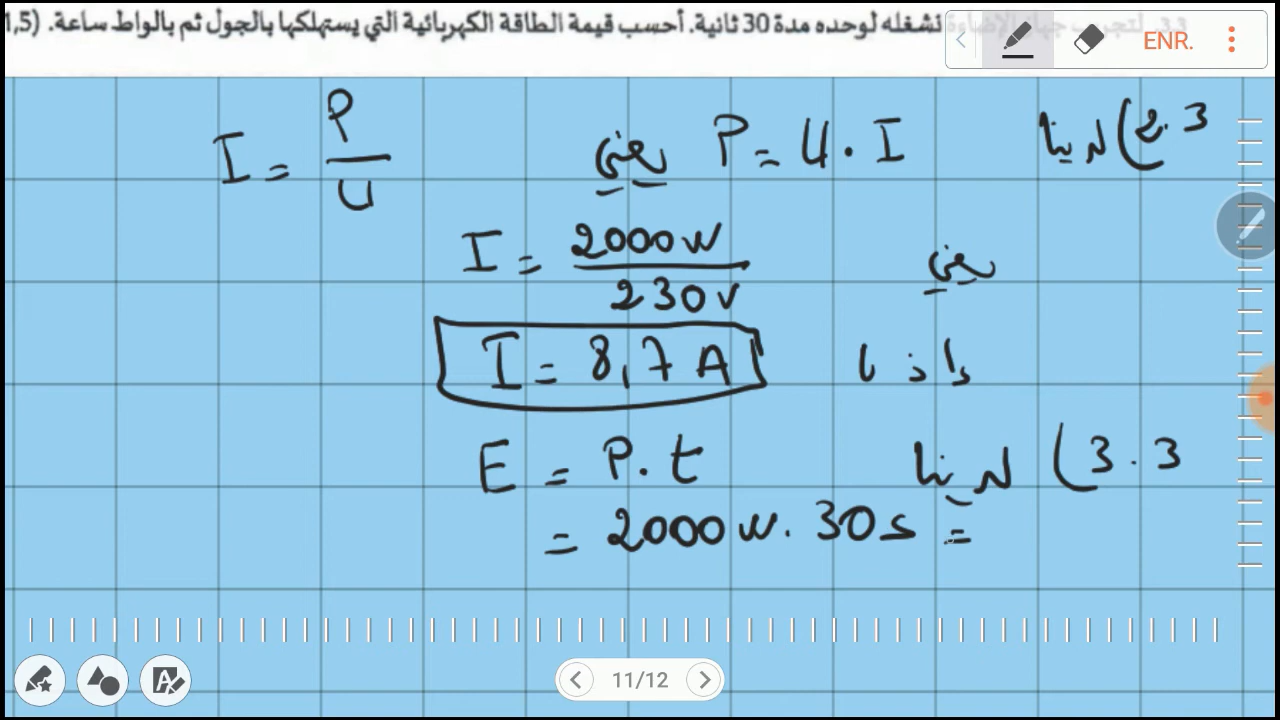 نشغله لوحده مدة 30 ثانية. أحسب قيمة الطاقة الكهربائية التي يستهلكها بالجول ثم بالواط ساعة. (1,5
ENR.
2.3) لدينا P = U . I يعني I = P / U
يعني I = 2000W / 230V
إذا I = 8,7 A
3.3) لدينا E = P. t
= 2000 W . 30s =
11/12